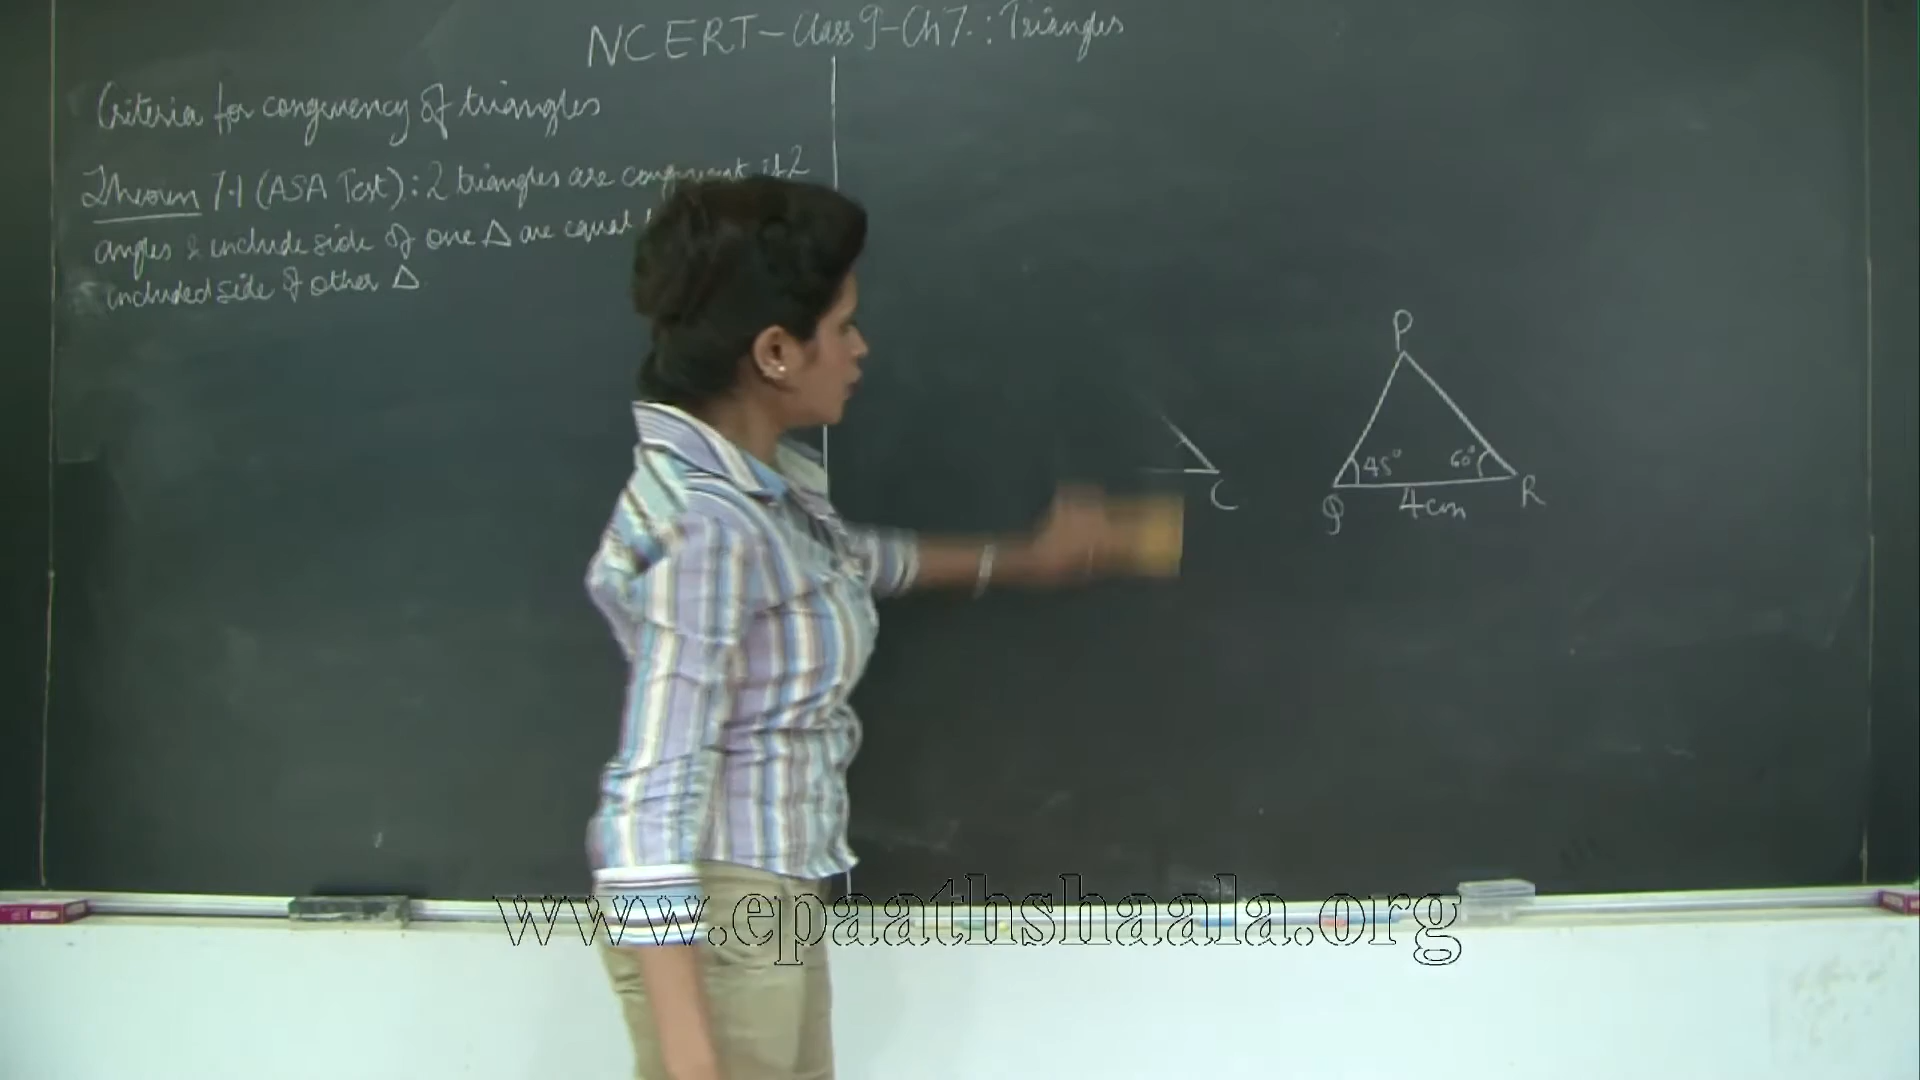 NCERT - Class 9 - Ch 7. : Triangles
Criteria for congruency of triangles
Theorem 7.1 (ASA Test) : 2 triangles are congruent if 2
angles & include side of one Δ are equal
included side of other Δ.
P
45° 60°
C
Q 4cm R
www.epaathshaala.org